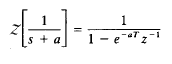 Z[1/(s + a)] = 1/(1 - e^{-aT} z^{-1})